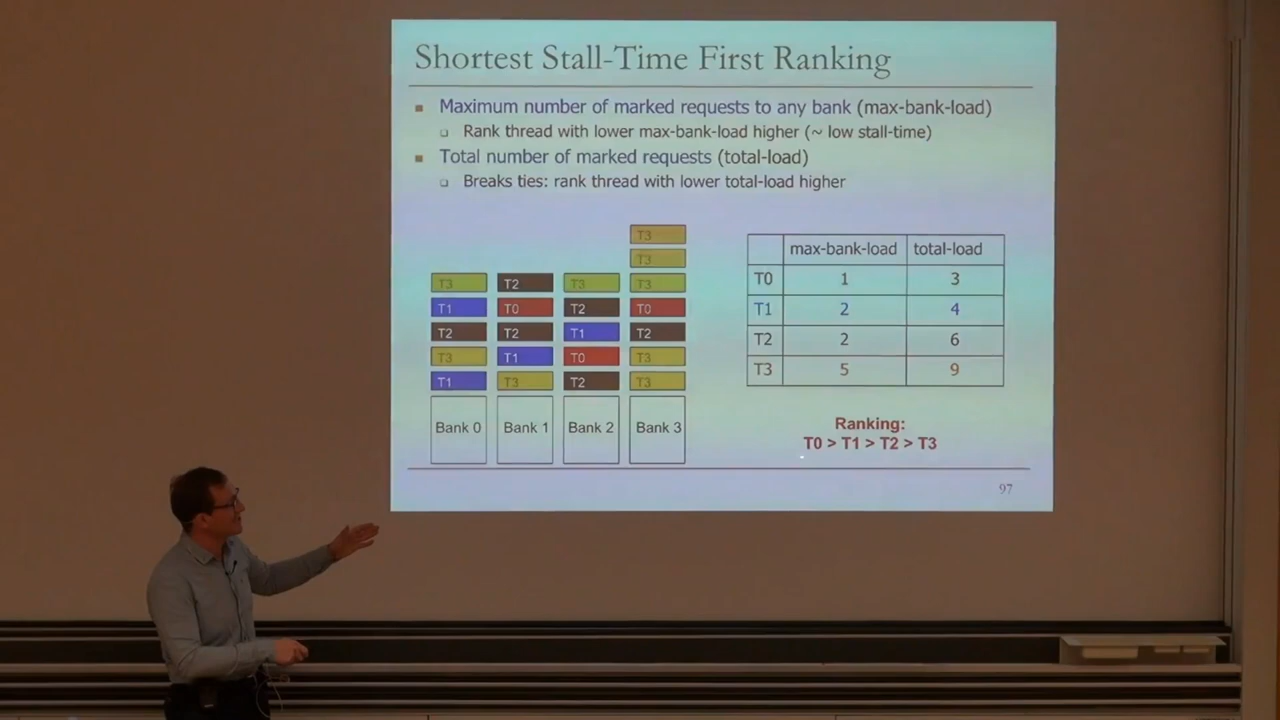 Shortest Stall-Time First Ranking
Maximum number of marked requests to any bank (max-bank-load)
Rank thread with lower max-bank-load higher (~ low stall-time)
Total number of marked requests (total-load)
Breaks ties: rank thread with lower total-load higher
T3
T3
T3 T2 T3 T3
T1 T0 T2 T0
T2 T2 T1 T2
T3 T1 T0 T3
T1 T3 T2 T3
Bank 0 Bank 1 Bank 2 Bank 3
max-bank-load total-load
T0 1 3
T1 2 4
T2 2 6
T3 5 9
Ranking:
T0 > T1 > T2 > T3
97